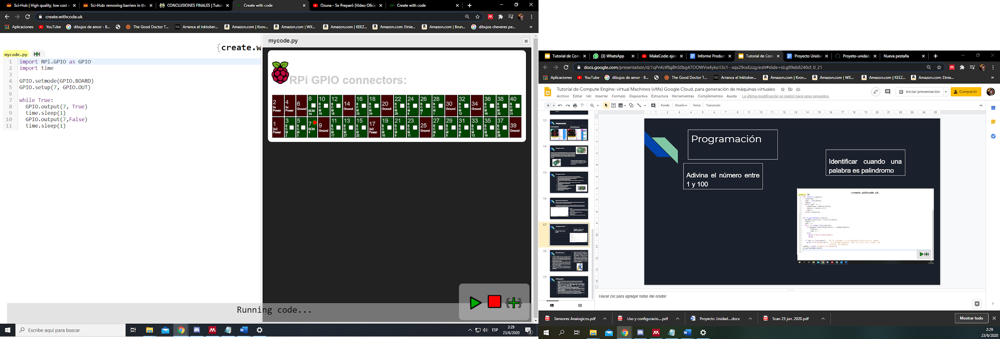 Sci-Hub | High quality, low cost e
Sci-Hub: removing barriers in the
CONCLUSIONES FINALES | Tutori
Create with code
Ozuna - Se Preparó (Video Oficia
Create with code
create.withcode.uk
Aplicaciones
YouTube
dibujos de amor - B...
The Good Doctor T...
Arranca el Inktober...
Amazon.com | Kvov...
Amazon.com | WX...
Amazon.com | KEEZ...
Amazon.com: Etnie...
Amazon.com | Brun...
dibujos cheveres pe...
»
{create.w
mycode.py
1 import RPi.GPIO as GPIO
2 import time
3
4 GPIO.setmode(GPIO.BOARD)
5 GPIO.setup(7, GPIO.OUT)
6
7 while True:
8 GPIO.output(7, True)
9 time.sleep(1)
10 GPIO.output(7,False)
11 time.sleep(1)
mycode.py
RPi GPIO connectors:
2 5v Power
4 5v Power
6 Ground
8 BCM 14
10 BCM 15
12 BCM 18
14 Ground
16 BCM 23
18 BCM 24
20 Ground
22 BCM 25
24 BCM 8
26 BCM 7
28 BCM 1
30 Ground
32 BCM 12
34 Ground
36 BCM 16
38 BCM 20
40 BCM 21
1 3v3 Power
3 BCM 2
5 BCM 3
7 BCM 4
9 Ground
11 BCM 17
13 BCM 27
15 BCM 22
17 3v3 Power
19 BCM 10
21 BCM 9
23 BCM 11
25 Ground
27 BCM 0
29 BCM 5
31 BCM 6
33 BCM 13
35 BCM 19
37 BCM 26
39 Ground
Running code...
Escribe aquí para buscar
ESP
2:29
23/6/2020
2
Tutorial de Com
(3) WhatsApp
MakeCode: ejer
Informe Product
Tutorial de Com
Proyecto Unidad
Proyeto-unidad/
Nueva pestaña
docs.google.com/presentation/d/1qPnKrif8gBhS0bg47OOWVw4yko13c1--xqx29osEzzg/edit#slide=id.g89eb8240cf_0_21
Aplicaciones
YouTube
dibujos de amor - B...
The Good Doctor T...
Arranca el Inktober...
Amazon.com | Kvov...
Amazon.com | WX...
Amazon.com | KEEZ...
Amazon.com: Etnie...
»
Tutorial de Compute Engine: virtual Machines (vMs) Google Cloud, para generación de máquinas virtuales
Archivo Editar Ver Insertar Formato Diapositiva Estructura Herramientas Complementos Ayuda La última modificación se realizó hace unos segundos.
Iniciar presentación
Compartir
Fondo Diseño Tema Transición
13
14
15
16
17
18
19
Programación
Adivina el número entre
1 y 100
Identificar cuando una
palabra es palindromo
{create.withcode.uk}
Hacer clic para agregar notas del orador
Sensores Analogicos.pdf
Uso y configuracio....pdf
Proyecto Unidad....docx
Scan 23 jun. 2020.pdf
Mostrar todo
2:29
23/6/2020